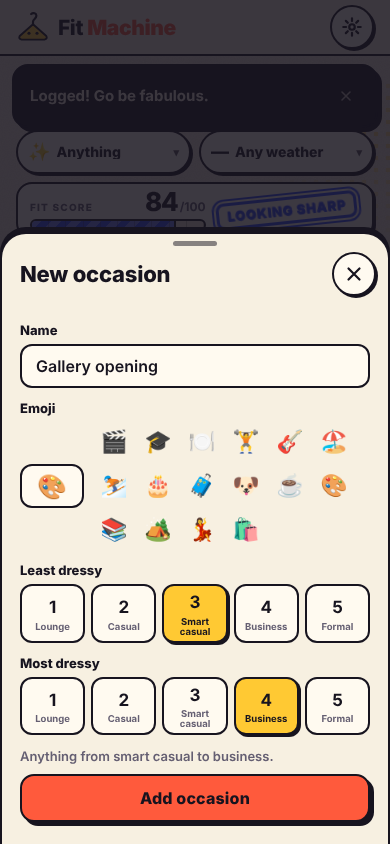 Fit Machine
Logged! Go be fabulous.
Anything
Any weather
FIT SCORE
84/100
LOOKING SHARP
New occasion
Name
Gallery opening
Emoji
Least dressy
1 2 3 4 5
Lounge Casual Smart casual Business Formal
Most dressy
1 2 3 4 5
Lounge Casual Smart casual Business Formal
Anything from smart casual to business.
Add occasion